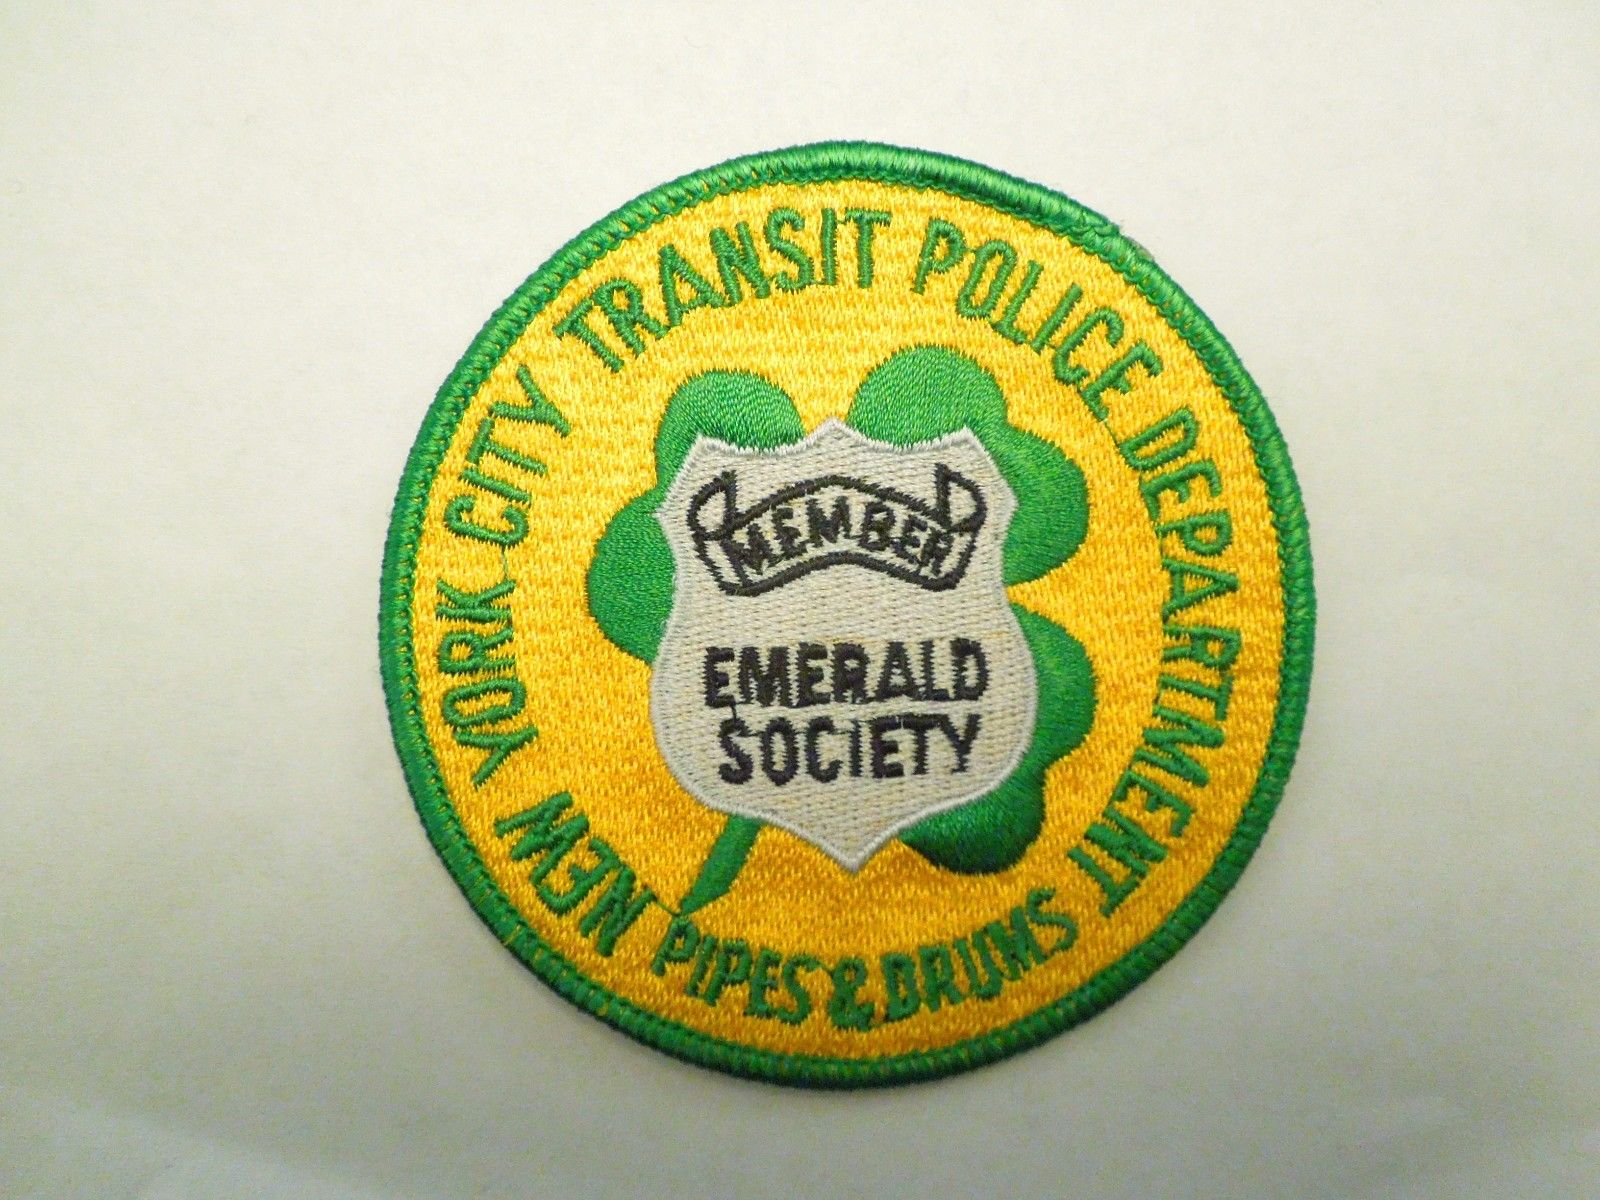 NEW YORK CITY TRANSIT POLICE DEPARTMENT
PIPES & DRUMS
MEMBER
EMERALD
SOCIETY